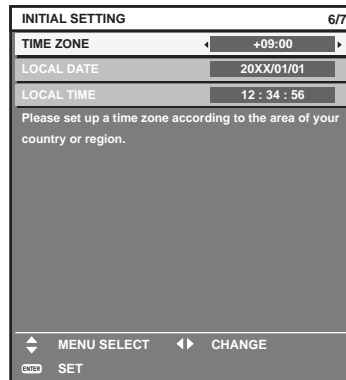 INITIAL SETTING 6/7
TIME ZONE +09:00
LOCAL DATE 20XX/01/01
LOCAL TIME 12 : 34 : 56
Please set up a time zone according to the area of your
country or region.
MENU SELECT CHANGE
ENTER SET